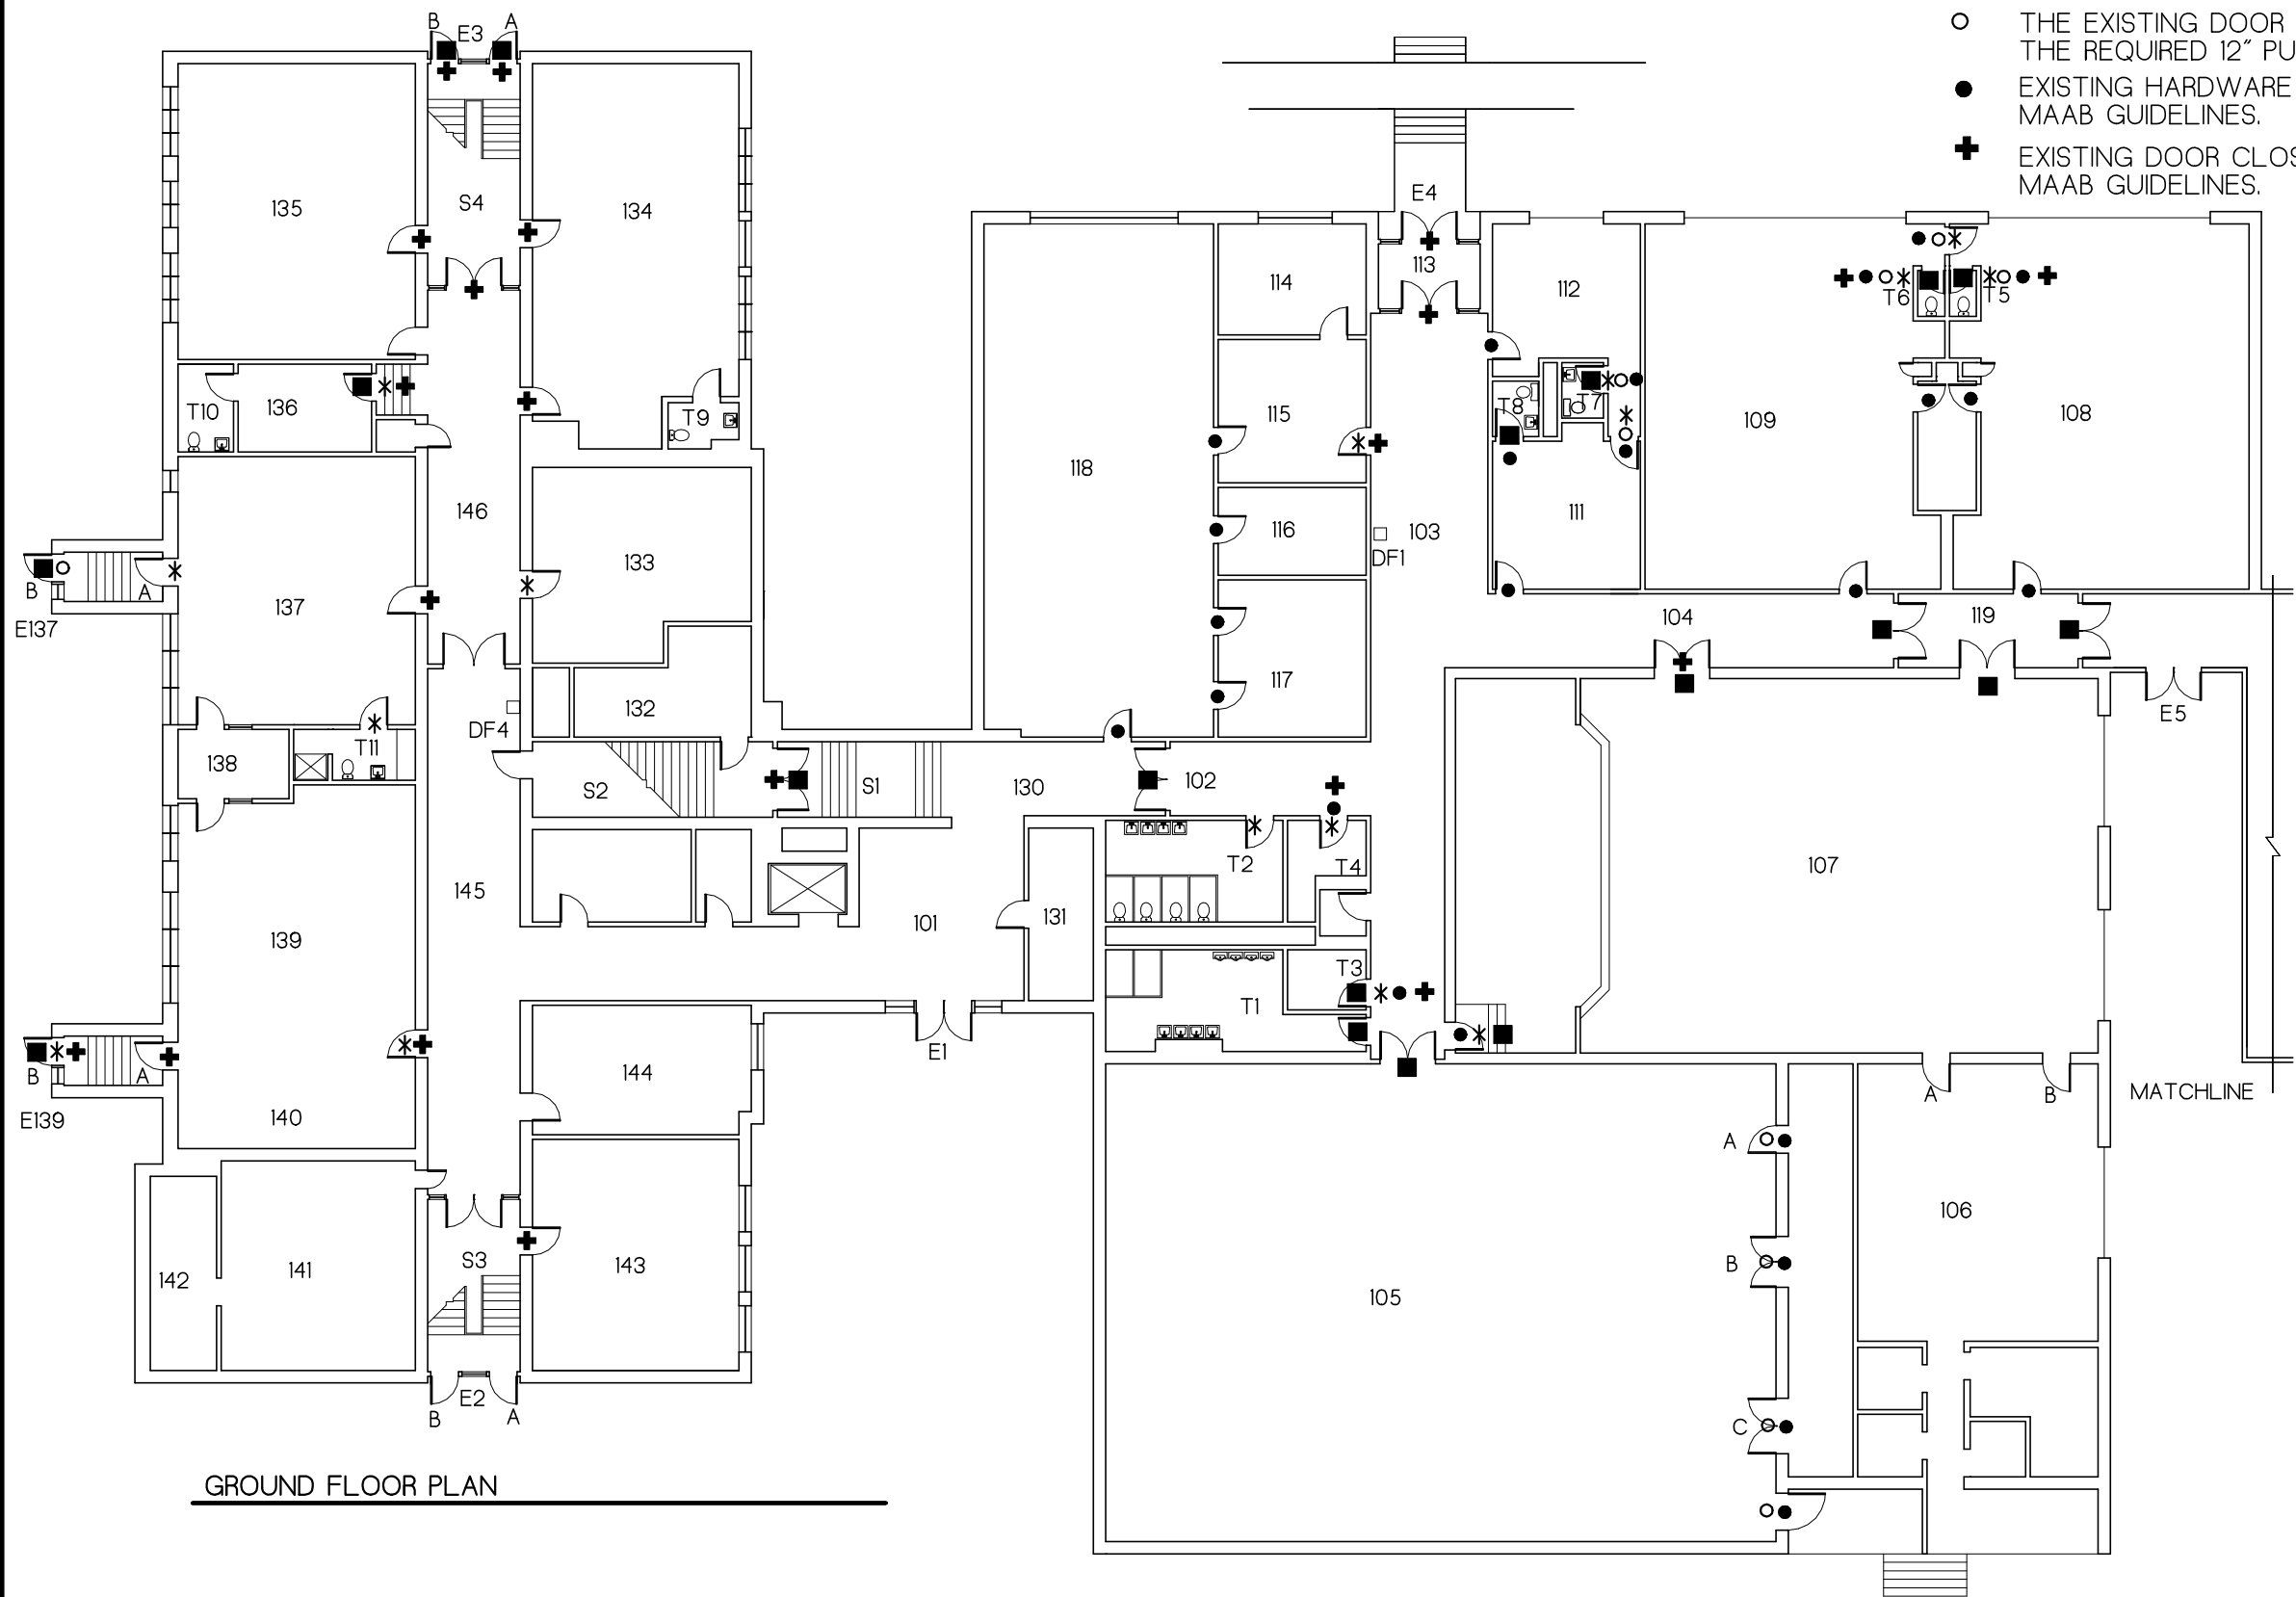 THE EXISTING DOOR
THE REQUIRED 12" PU
EXISTING HARDWARE
MAAB GUIDELINES.
EXISTING DOOR CLOS
MAAB GUIDELINES.
B E3 A
135
S4
134
E4
113
114
112
T6
T5
T10
136
T9
115
T8
T7
109
108
118
146
111
133
116
103
DF1
B
A
137
E137
104
119
132
117
DF4
E5
138
T11
S2
S1
130
102
T2
T4
107
145
139
101
131
T3
T1
E1
B
A
144
140
E139
A
B
MATCHLINE
A
106
S3
B
142
141
143
105
E2
B
A
C
GROUND FLOOR PLAN